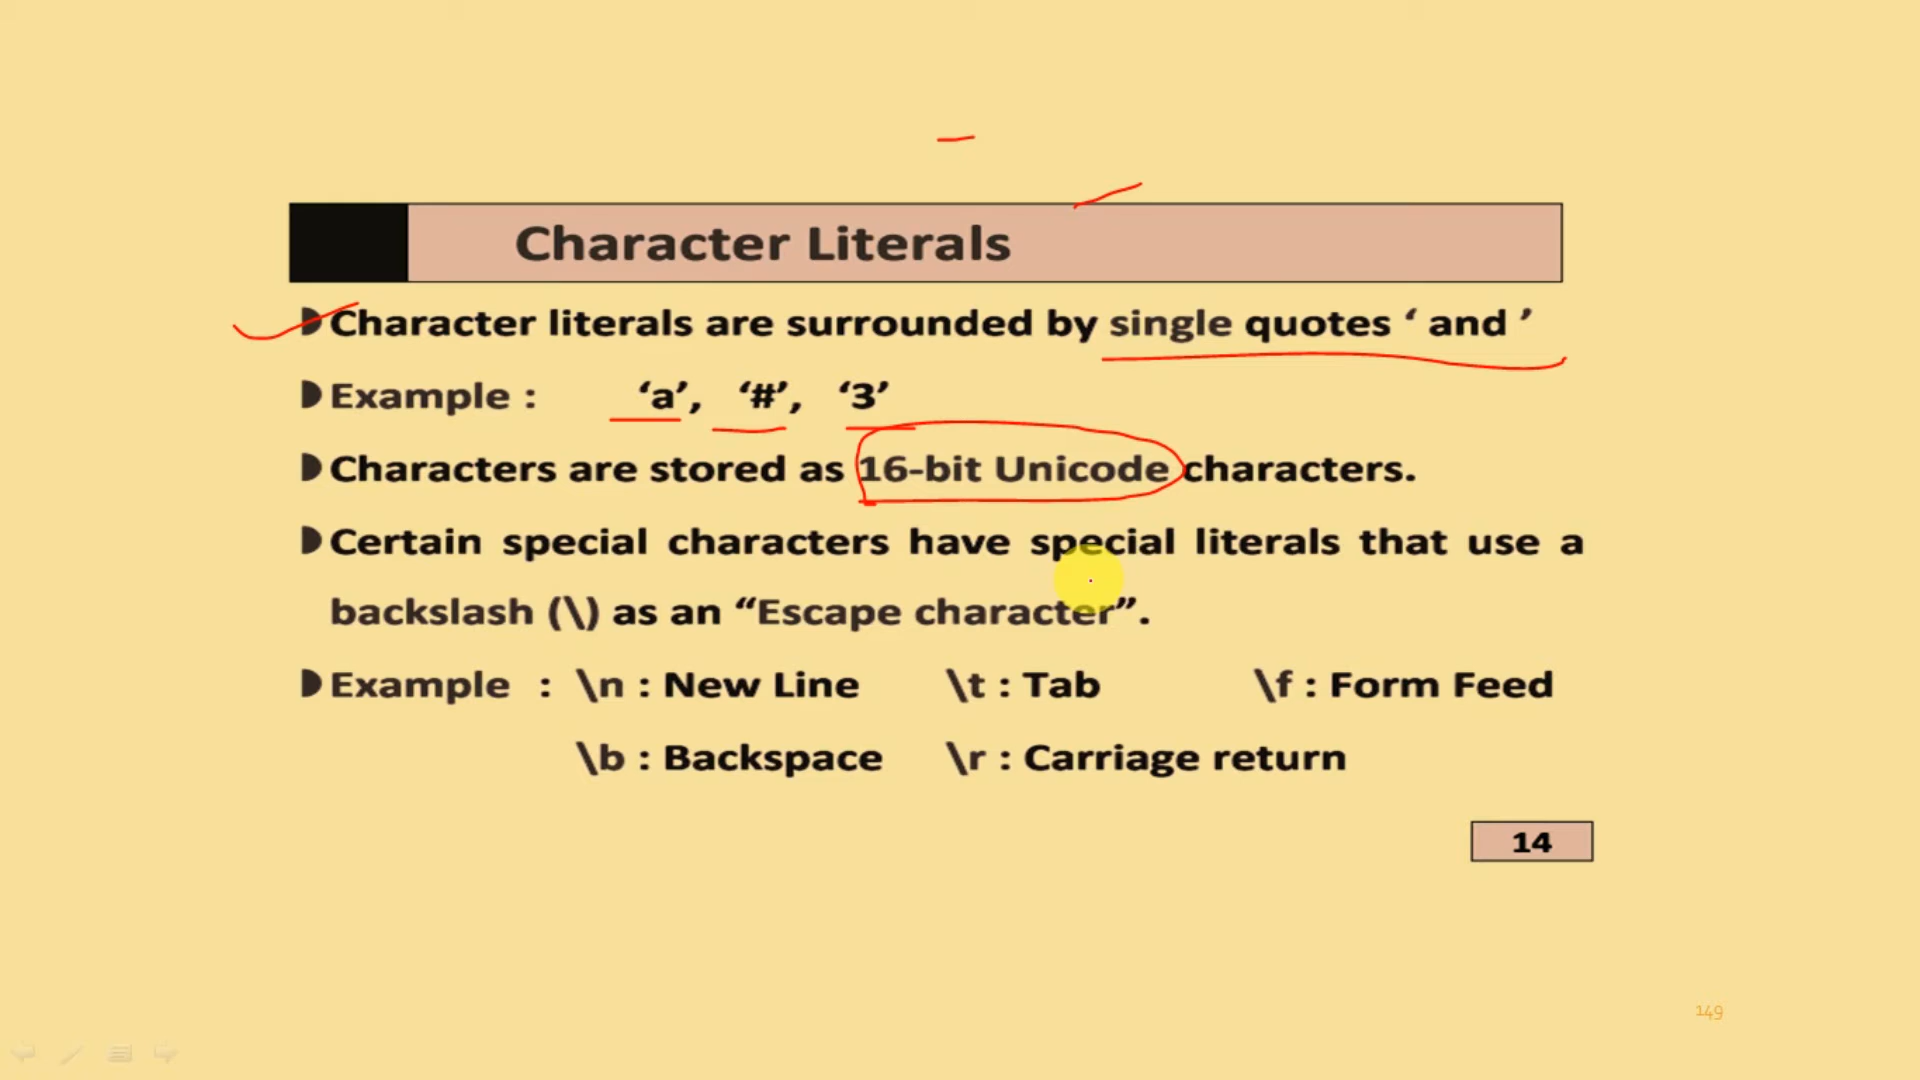 Character Literals
Character literals are surrounded by single quotes ‘ and ’
Example : ‘a’, ‘#’, ‘3’
Characters are stored as 16-bit Unicode characters.
Certain special characters have special literals that use a
backslash (\) as an “Escape character”.
Example : \n : New Line \t : Tab \f : Form Feed
\b : Backspace \r : Carriage return
14
149